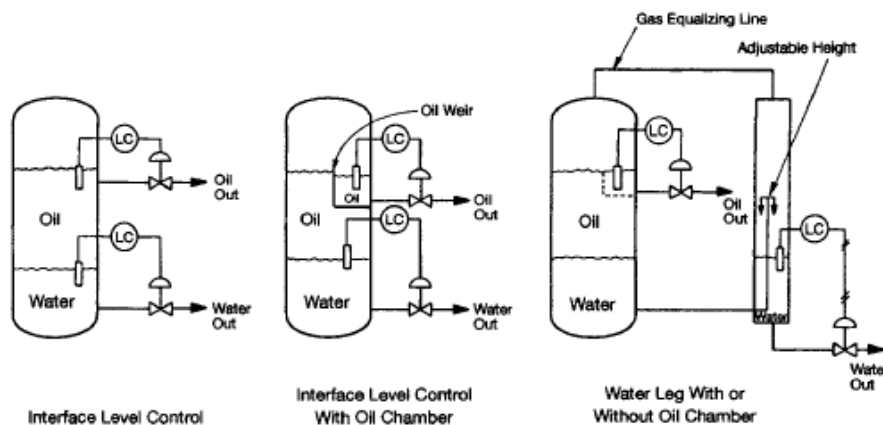 Gas Equalizing Line
Adjustable Height
Oil Weir
LC
Oil
Out
Oil
LC
Water
Water
Out
LC
Oil
Oil
Out
Oil
LC
Water
Water
Out
LC
Oil
Out
Oil
LC
Water
Water
Water
Out
Interface Level Control
Interface Level Control
With Oil Chamber
Water Leg With or
Without Oil Chamber